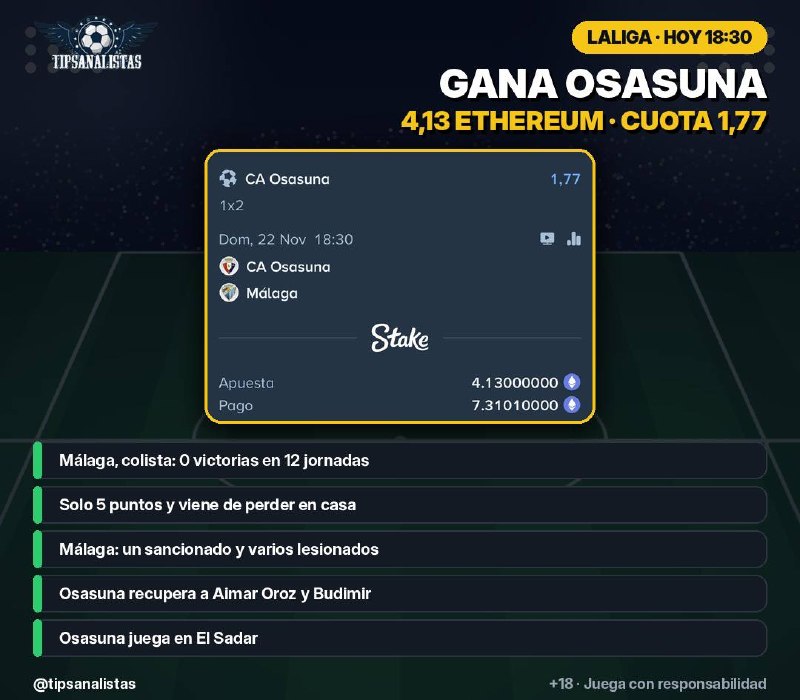 TIPSANALISTAS
LALIGA · HOY 18:30
GANA OSASUNA
4,13 ETHEREUM · CUOTA 1,77
CA Osasuna 1,77
1x2
Dom, 22 Nov 18:30
CA Osasuna
Málaga
Stake
Apuesta 4.13000000
Pago 7.31010000
Málaga, colista: 0 victorias en 12 jornadas
Solo 5 puntos y viene de perder en casa
Málaga: un sancionado y varios lesionados
Osasuna recupera a Aimar Oroz y Budimir
Osasuna juega en El Sadar
@tipsanalistas
+18 · Juega con responsabilidad